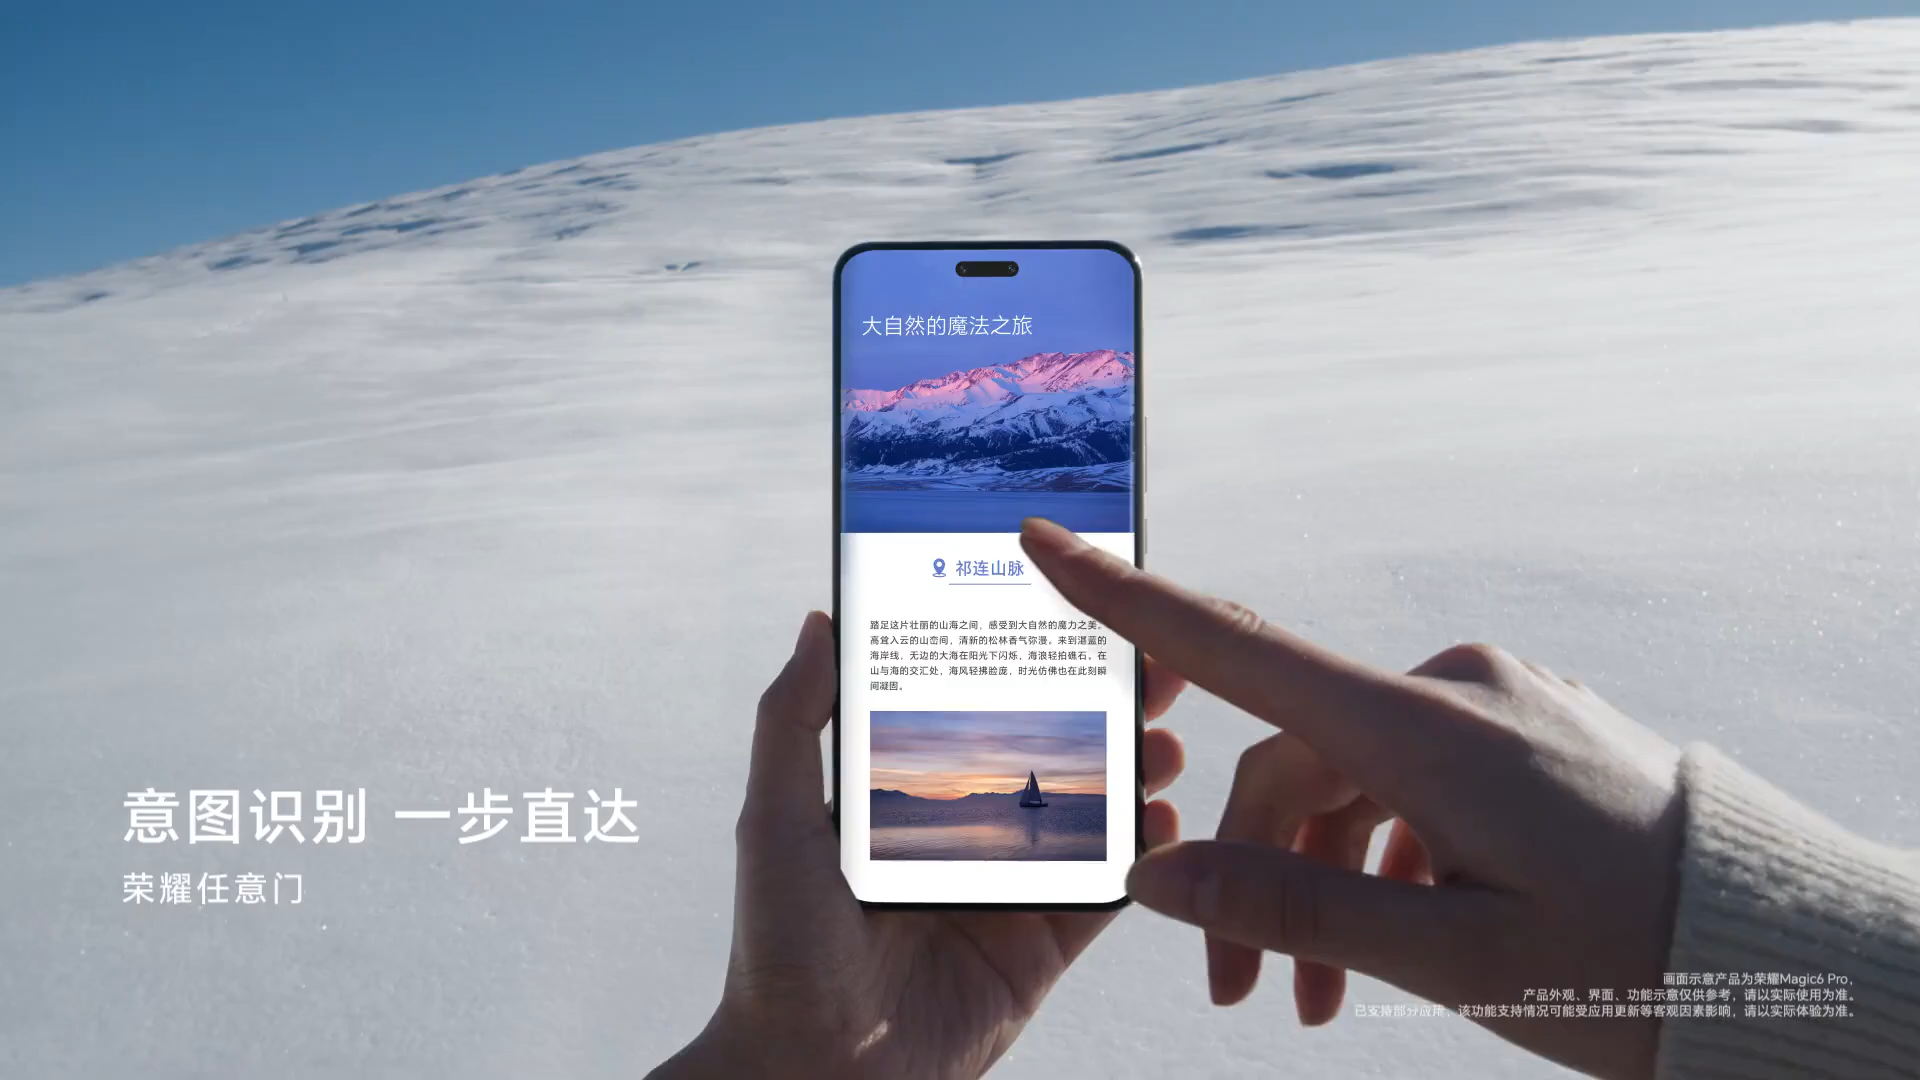 大自然的魔法之旅
祁连山脉
踏足这片壮丽的山海之间，感受到大自然的魔力之美。
高耸入云的山峦间，清新的松林香气弥漫。来到湛蓝的
海岸线，无边的大海在阳光下闪烁，海浪轻拍礁石。在
山与海的交汇处，海风轻拂脸庞，时光仿佛也在此刻瞬
间凝固。
意图识别 一步直达
荣耀任意门
画面示意产品为荣耀Magic6 Pro，
产品外观、界面、功能示意仅供参考，请以实际使用为准。
已支持部分应用，该功能支持情况可能受应用更新等客观因素影响，请以实际体验为准。